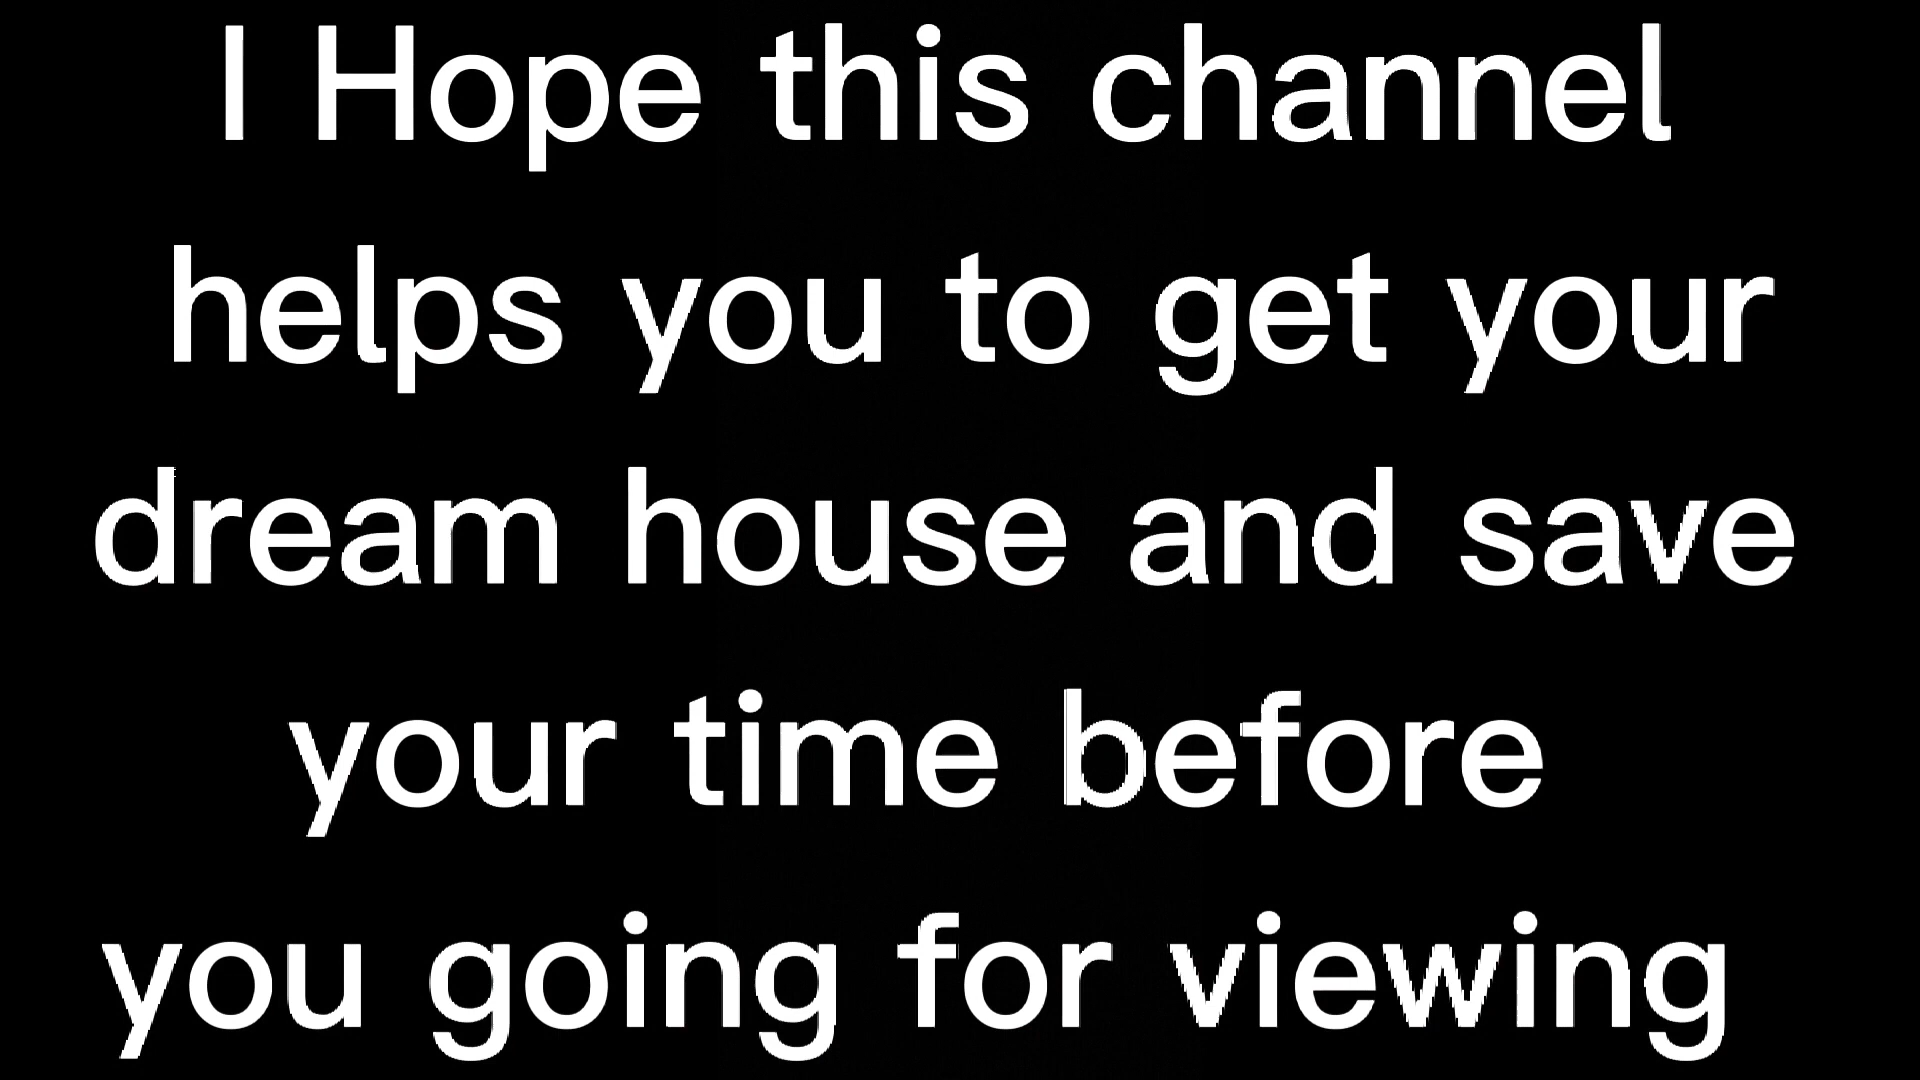 I Hope this channel
helps you to get your
dream house and save
your time before
you going for viewing